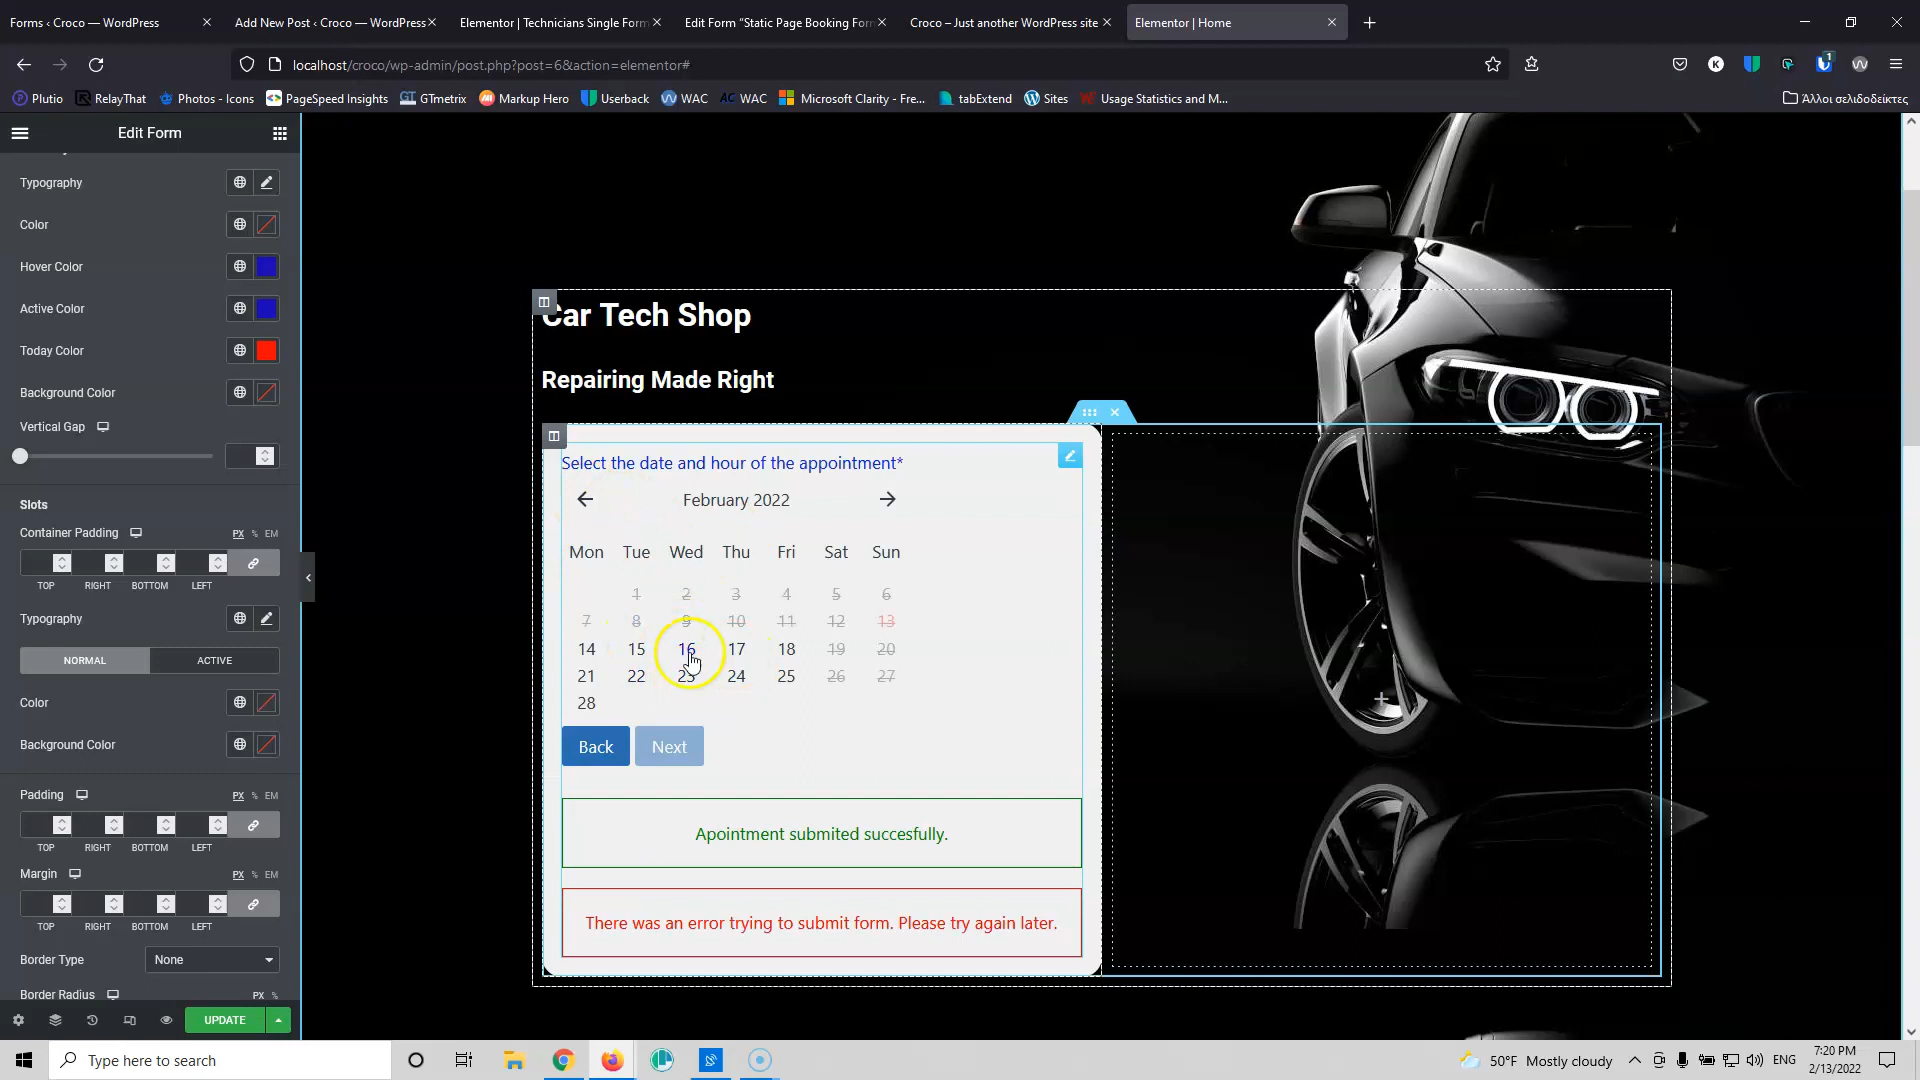 Forms ‹ Croco — WordPress
Add New Post ‹ Croco — WordPress
Elementor | Technicians Single Form
Edit Form "Static Page Booking For
Croco – Just another WordPress site
Elementor | Home
localhost/croco/wp-admin/post.php?post=6&action=elementor#
1
Plutio
RelayThat
Photos - Icons
PageSpeed Insights
GTmetrix
Markup Hero
Userback
WAC
WAC
Microsoft Clarity - Fre...
tabExtend
Sites
Usage Statistics and M...
Άλλοι σελιδοδείκτες
Edit Form
Typography
Color
Hover Color
Active Color
Today Color
Background Color
Vertical Gap
Slots
Container Padding
PX % EM
TOP RIGHT BOTTOM LEFT
Typography
NORMAL ACTIVE
Color
Background Color
Padding
PX % EM
TOP RIGHT BOTTOM LEFT
Margin
PX % EM
TOP RIGHT BOTTOM LEFT
Border Type None
Border Radius PX %
UPDATE
Car Tech Shop
Repairing Made Right
Select the date and hour of the appointment*
February 2022
Mon Tue Wed Thu Fri Sat Sun
1 2 3 4 5 6
7 8 9 10 11 12 13
14 15 16 17 18 19 20
21 22 23 24 25 26 27
28
Back Next
Apointment submited succesfully.
There was an error trying to submit form. Please try again later.
Type here to search
50°F Mostly cloudy
ENG
7:20 PM
2/13/2022